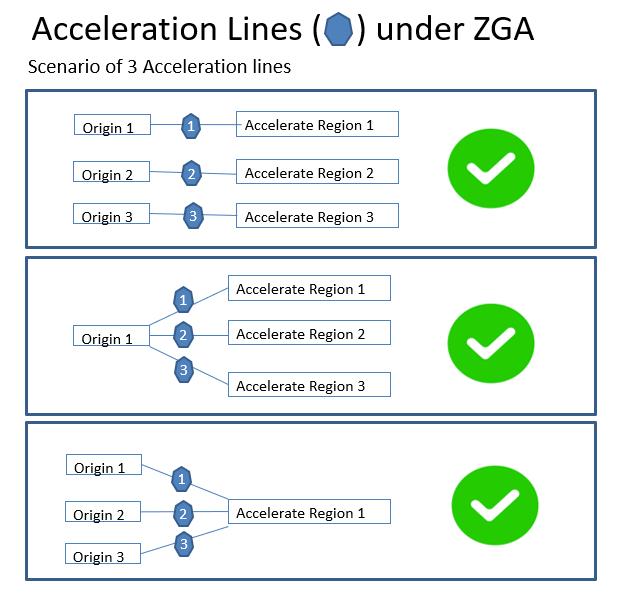 Acceleration Lines ( ) under ZGA
Scenario of 3 Acceleration lines
Origin 1 1 Accelerate Region 1
Origin 2 2 Accelerate Region 2
Origin 3 3 Accelerate Region 3
1 Accelerate Region 1
Origin 1 2 Accelerate Region 2
3 Accelerate Region 3
Origin 1 1
Origin 2 2 Accelerate Region 1
Origin 3 3